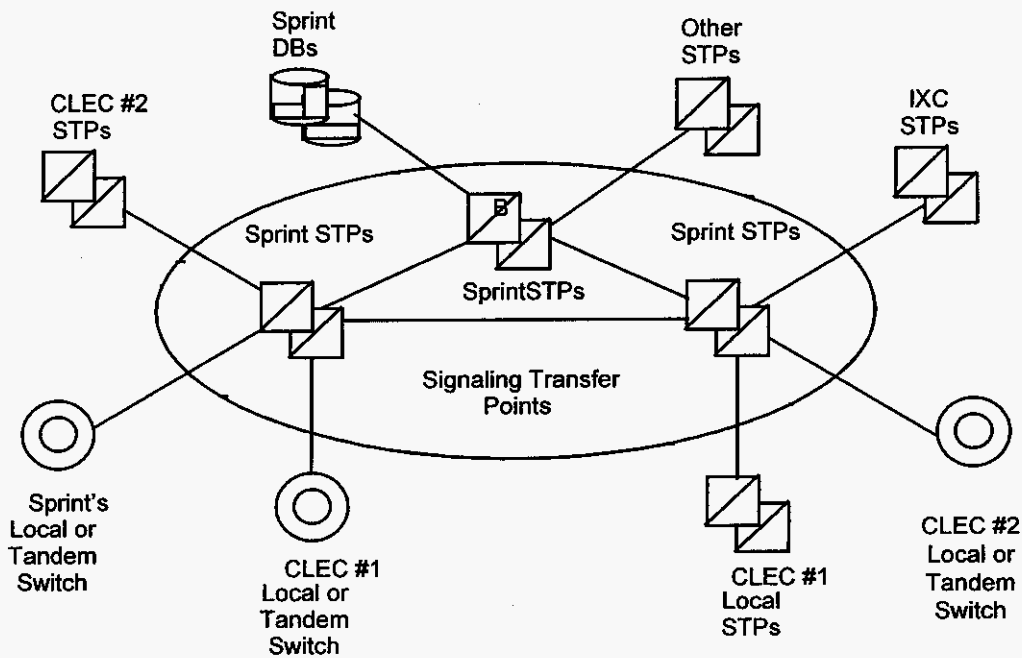 Sprint
DBs
Other
STPs
CLEC #2
STPs
IXC
STPs
B
Sprint STPs
Sprint STPs
SprintSTPs
Signaling Transfer
Points
Sprint's
Local or
Tandem
Switch
CLEC #1
Local or
Tandem
Switch
CLEC #1
Local
STPs
CLEC #2
Local or
Tandem
Switch